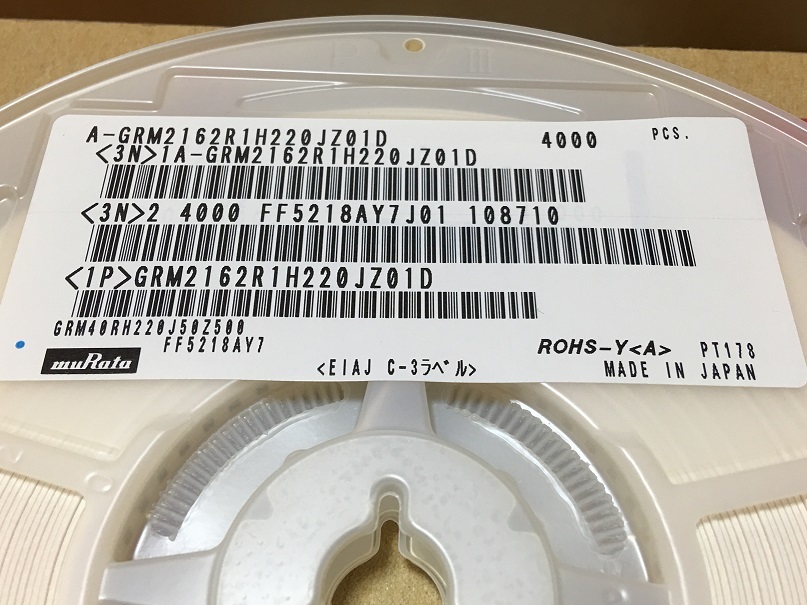 A-GRM2162R1H220JZ01D 4000 PCS.
<3N>1A-GRM2162R1H220JZ01D
<3N>2 4000 FF5218AY7J01 108710
<1P>GRM2162R1H220JZ01D
GRM40RH220J50Z500
FF5218AY7
muRata
<EIAJ C-3ラベル>
ROHS-Y<A> PT178
MADE IN JAPAN